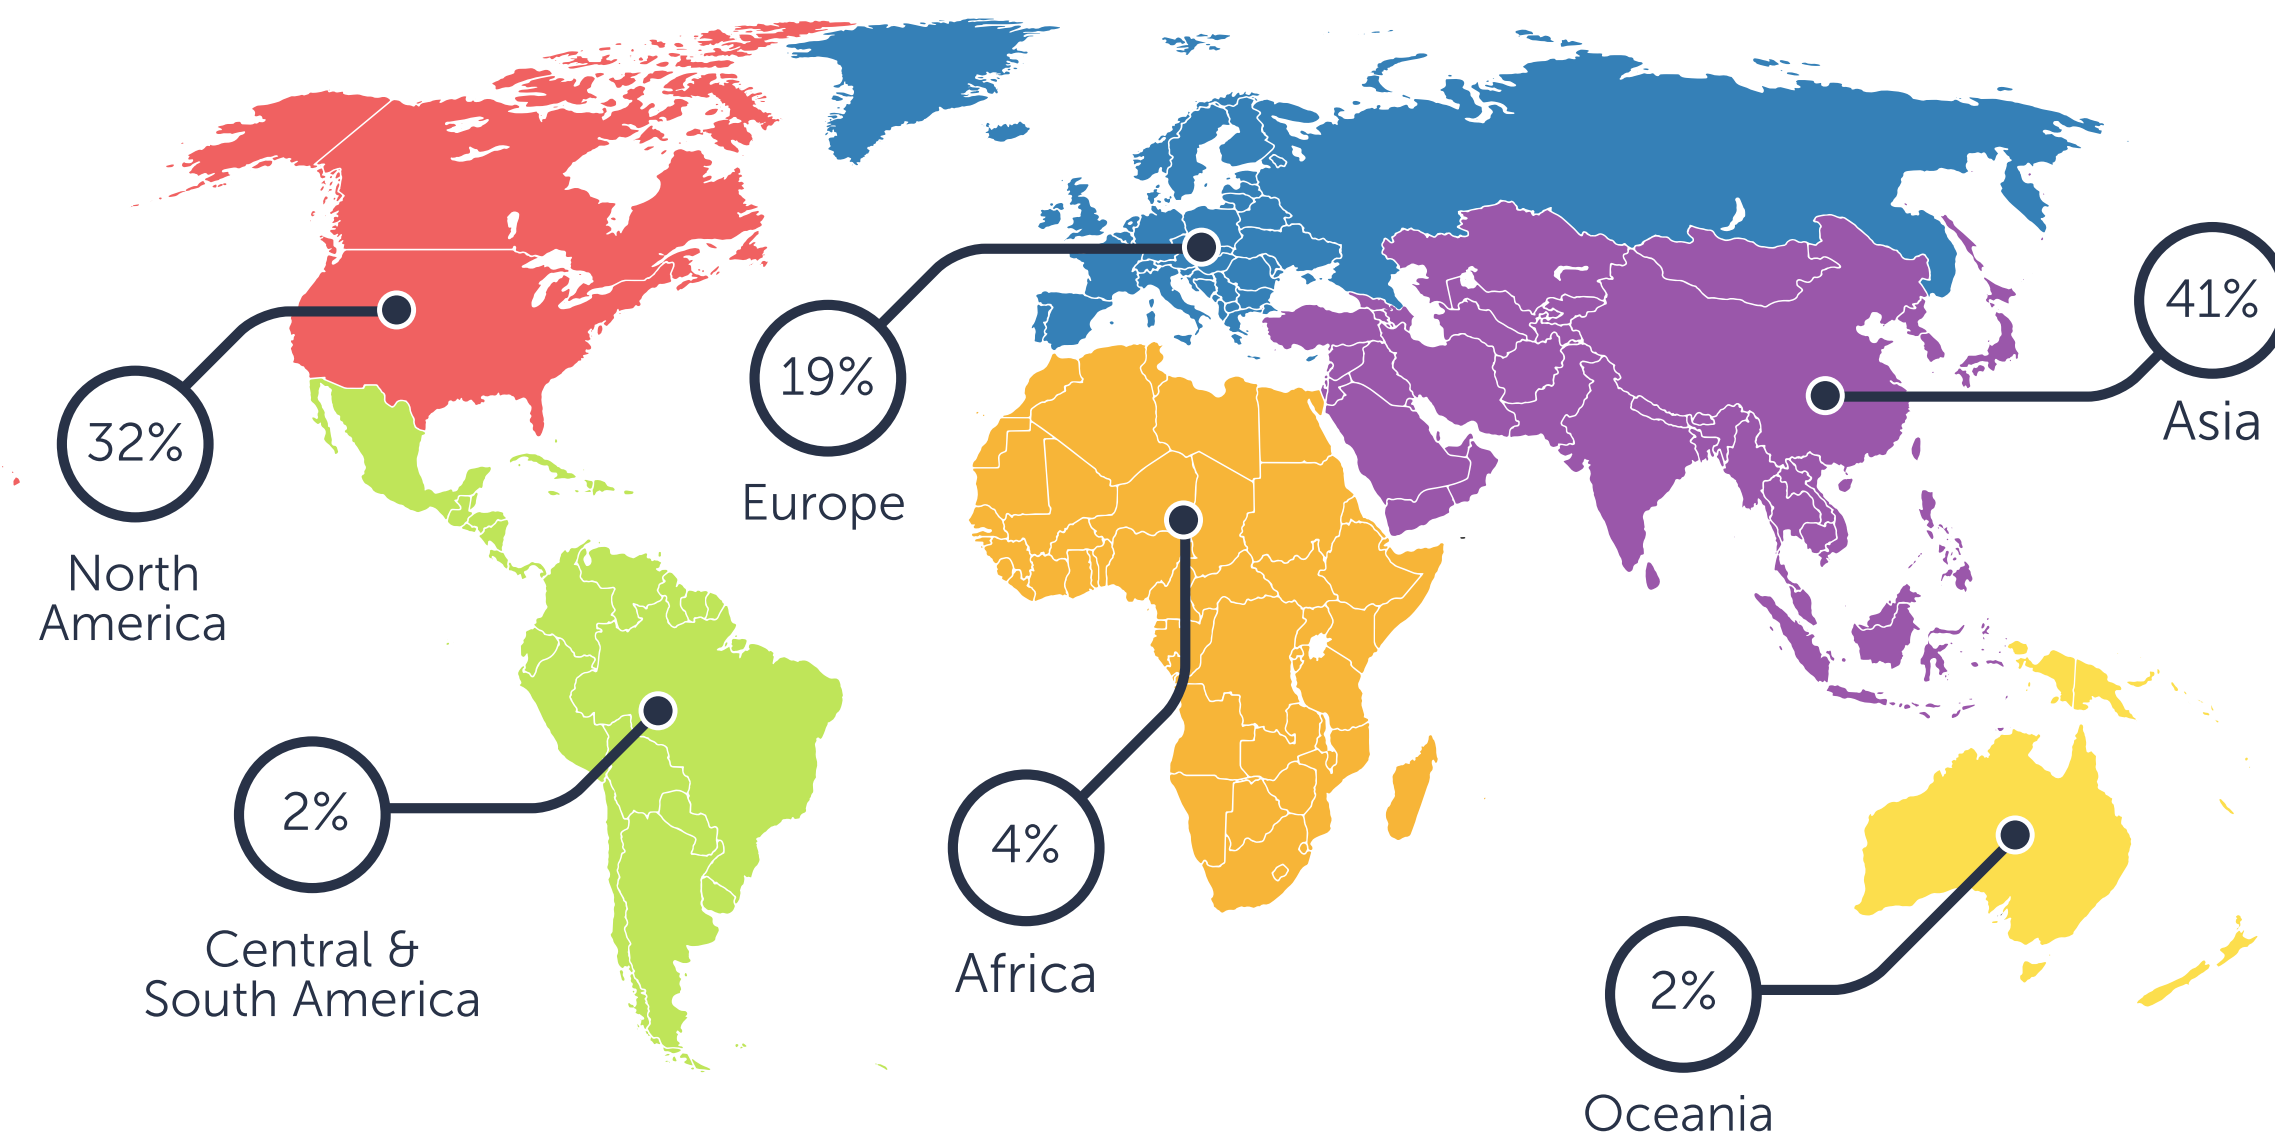 32%
North
America
19%
Europe
41%
Asia
2%
Central &
South America
4%
Africa
2%
Oceania